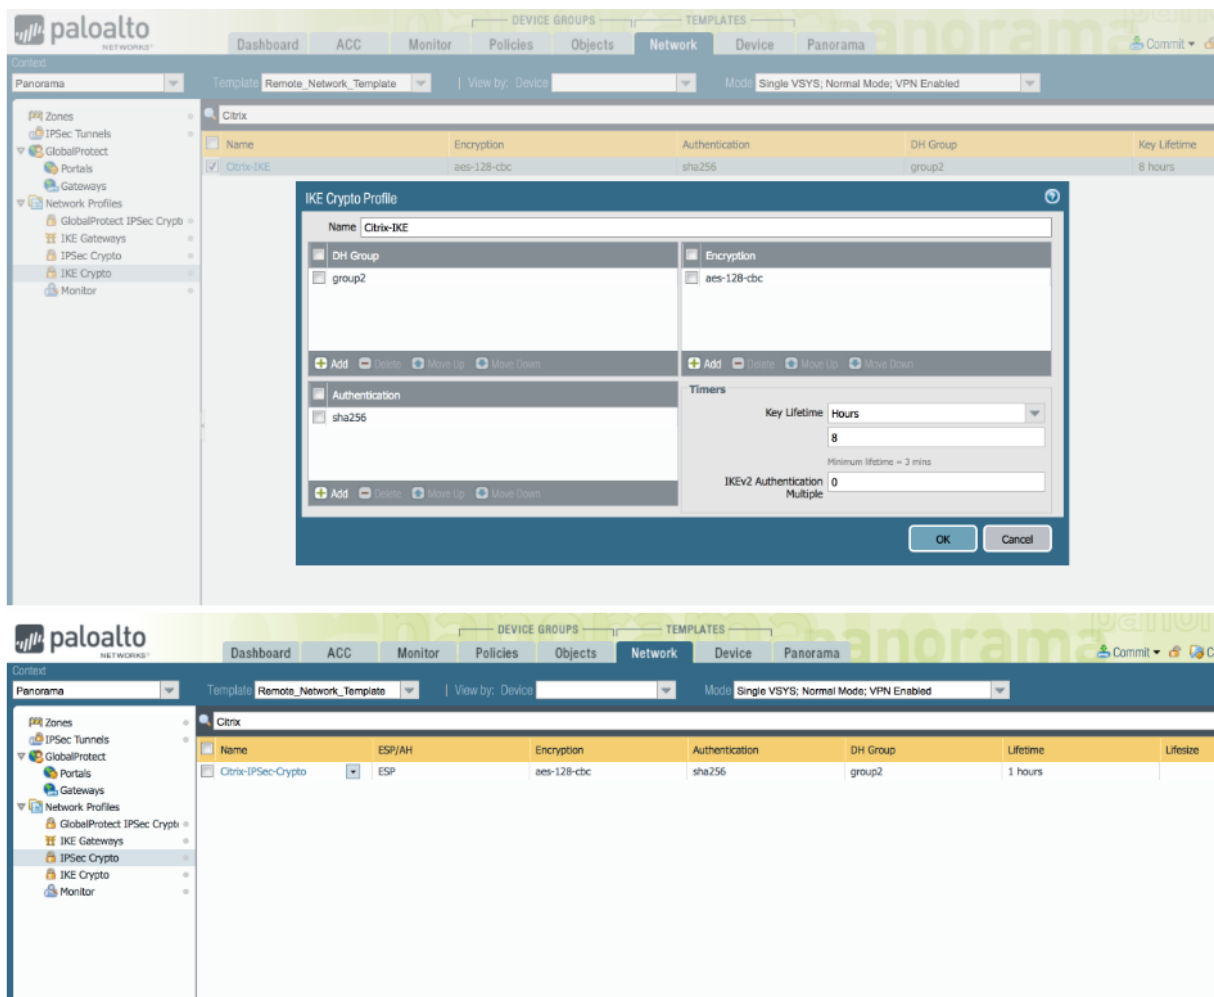 DEVICE GROUPS TEMPLATES
paloalto NETWORKS® Dashboard ACC Monitor Policies Objects Network Device Panorama Commit
Context
Panorama Template Remote_Network_Template View by: Device Mode Single VSYS; Normal Mode; VPN Enabled
Zones
IPSec Tunnels
GlobalProtect
Portals
Gateways
Network Profiles
GlobalProtect IPSec Crypto
IKE Gateways
IPSec Crypto
IKE Crypto
Monitor
Citrix
Name Encryption Authentication DH Group Key Lifetime
Citrix-IKE aes-128-cbc sha256 group2 8 hours
IKE Crypto Profile
Name Citrix-IKE
DH Group
group2
Add Delete Move Up Move Down
Encryption
aes-128-cbc
Add Delete Move Up Move Down
Authentication
sha256
Add Delete Move Up Move Down
Timers
Key Lifetime Hours
8
Minimum lifetime = 3 mins
IKEv2 Authentication Multiple 0
OK Cancel
DEVICE GROUPS TEMPLATES
paloalto NETWORKS® Dashboard ACC Monitor Policies Objects Network Device Panorama Commit
Context
Panorama Template Remote_Network_Template View by: Device Mode Single VSYS; Normal Mode; VPN Enabled
Zones
IPSec Tunnels
GlobalProtect
Portals
Gateways
Network Profiles
GlobalProtect IPSec Crypt
IKE Gateways
IPSec Crypto
IKE Crypto
Monitor
Citrix
Name ESP/AH Encryption Authentication DH Group Lifetime Lifesize
Citrix-IPSec-Crypto ESP aes-128-cbc sha256 group2 1 hours